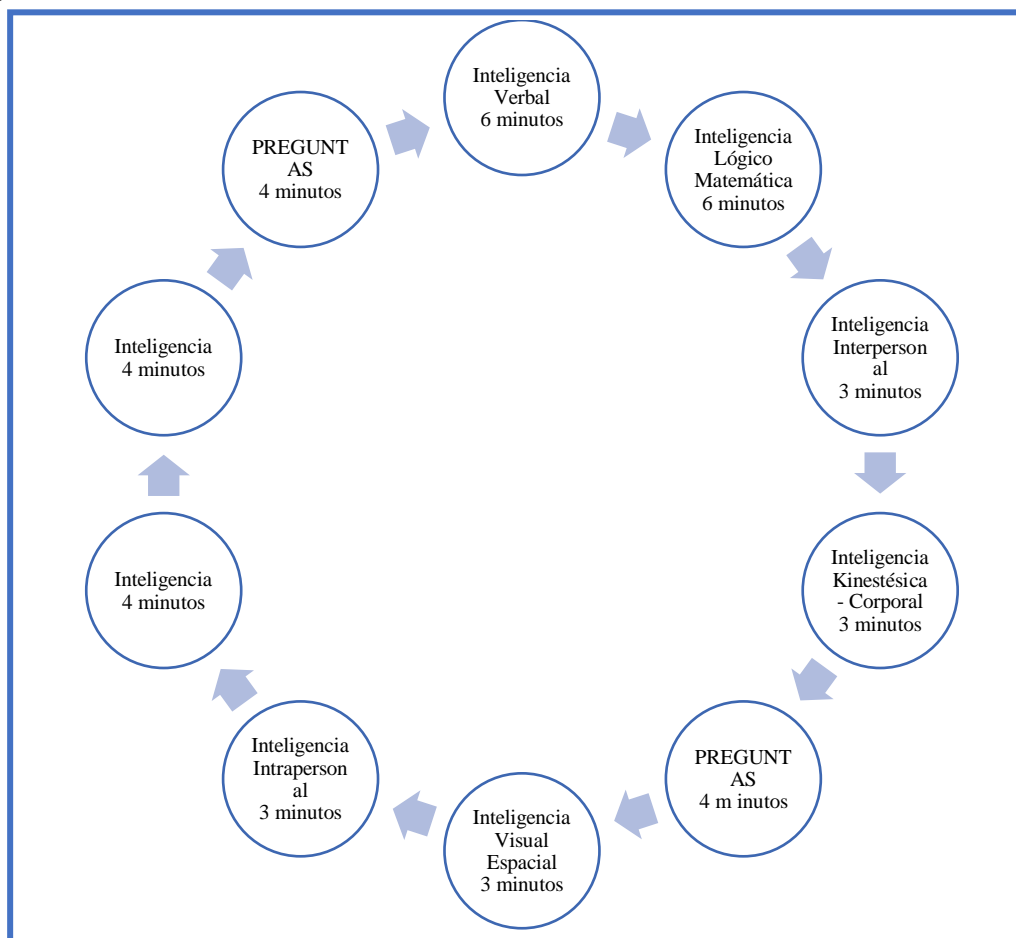 Inteligencia
Verbal
6 minutos
Inteligencia
Lógico
Matemática
6 minutos
Inteligencia
Interperson
al
3 minutos
Inteligencia
Kinestésica
- Corporal
3 minutos
PREGUNT
AS
4 m inutos
Inteligencia
Visual
Espacial
3 minutos
Inteligencia
Intraperson
al
3 minutos
Inteligencia
4 minutos
Inteligencia
4 minutos
PREGUNT
AS
4 minutos